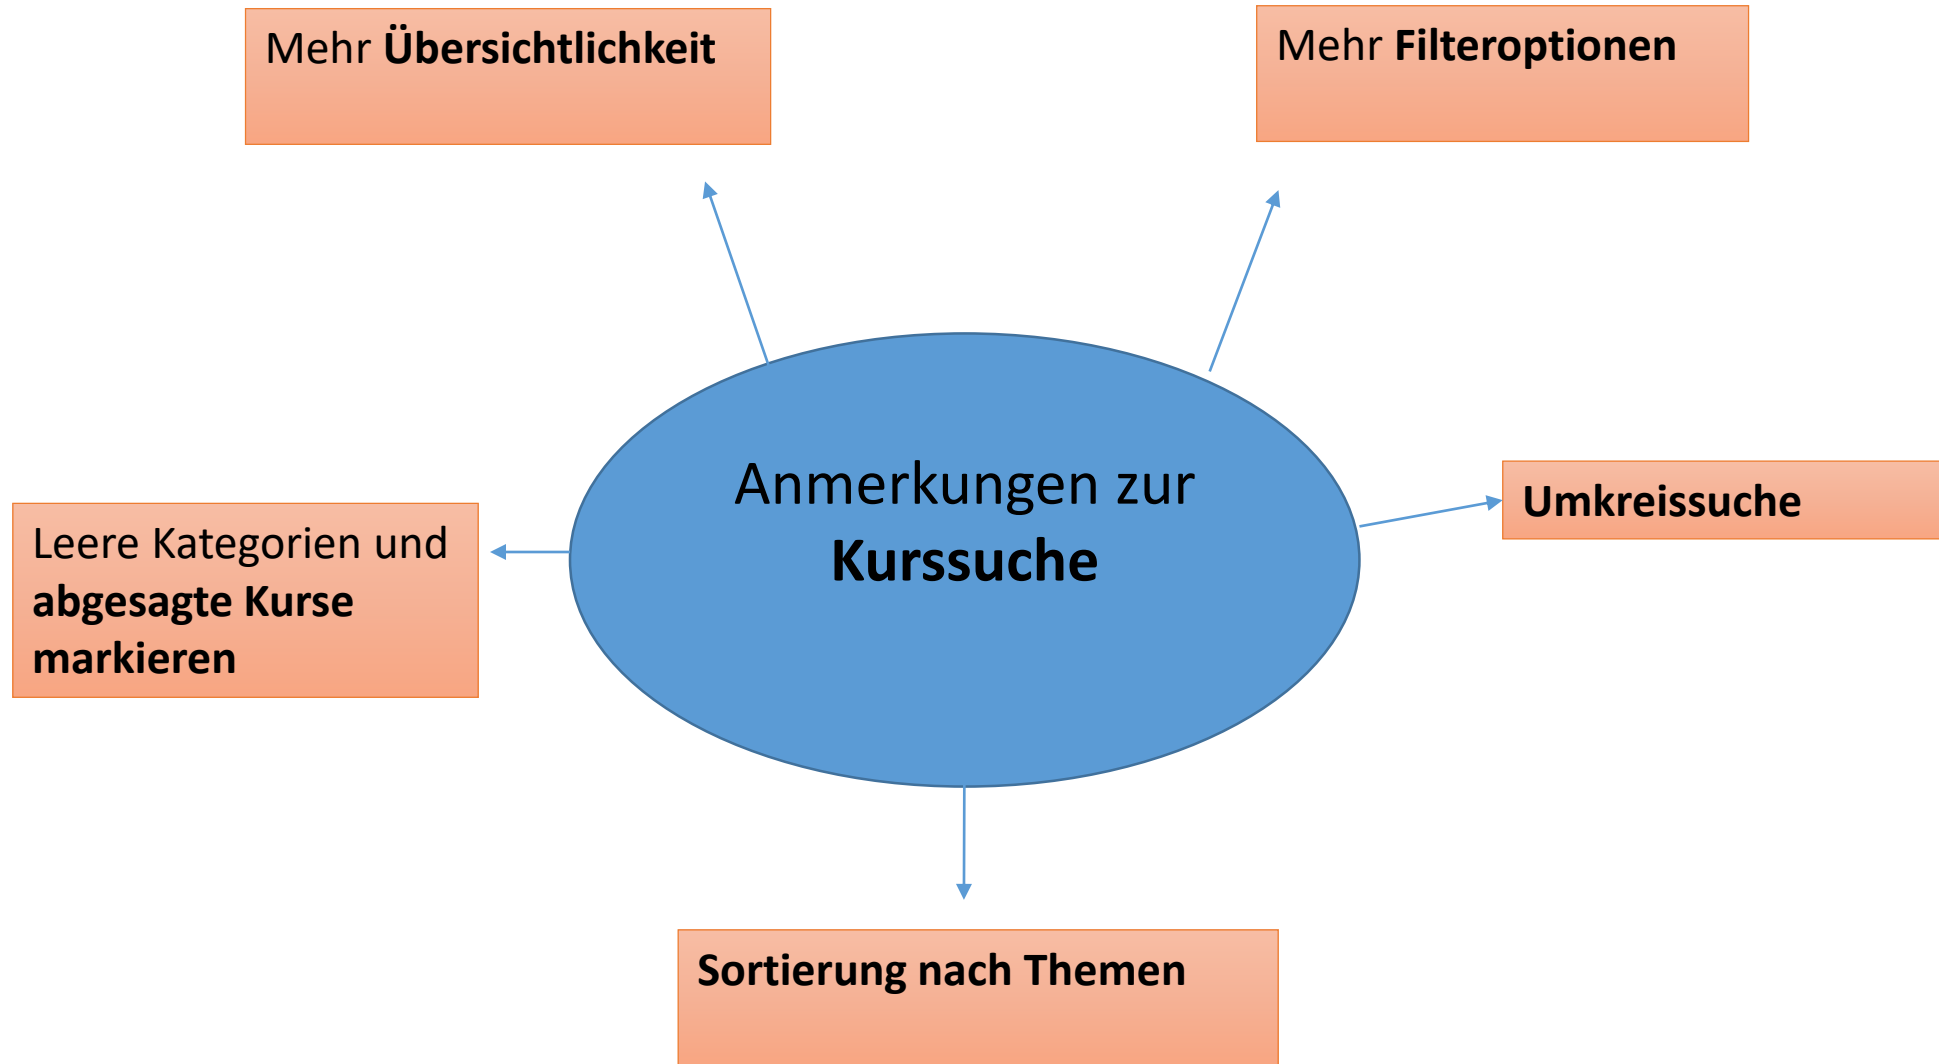 Mehr Übersichtlichkeit
Mehr Filteroptionen
Anmerkungen zur
Kurssuche
Umkreissuche
Leere Kategorien und
abgesagte Kurse
markieren
Sortierung nach Themen